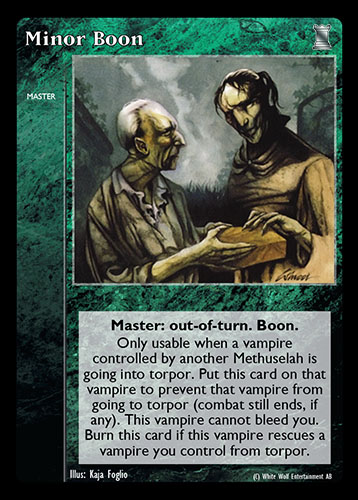 Minor Boon
MASTER
Master: out-of-turn. Boon.
Only usable when a vampire
controlled by another Methuselah is
going into torpor. Put this card on that
vampire to prevent that vampire from
going to torpor (combat still ends, if
any). This vampire cannot bleed you.
Burn this card if this vampire rescues a
vampire you control from torpor.
Illus: Kaja Foglio
(C) White Wolf Entertainment AB